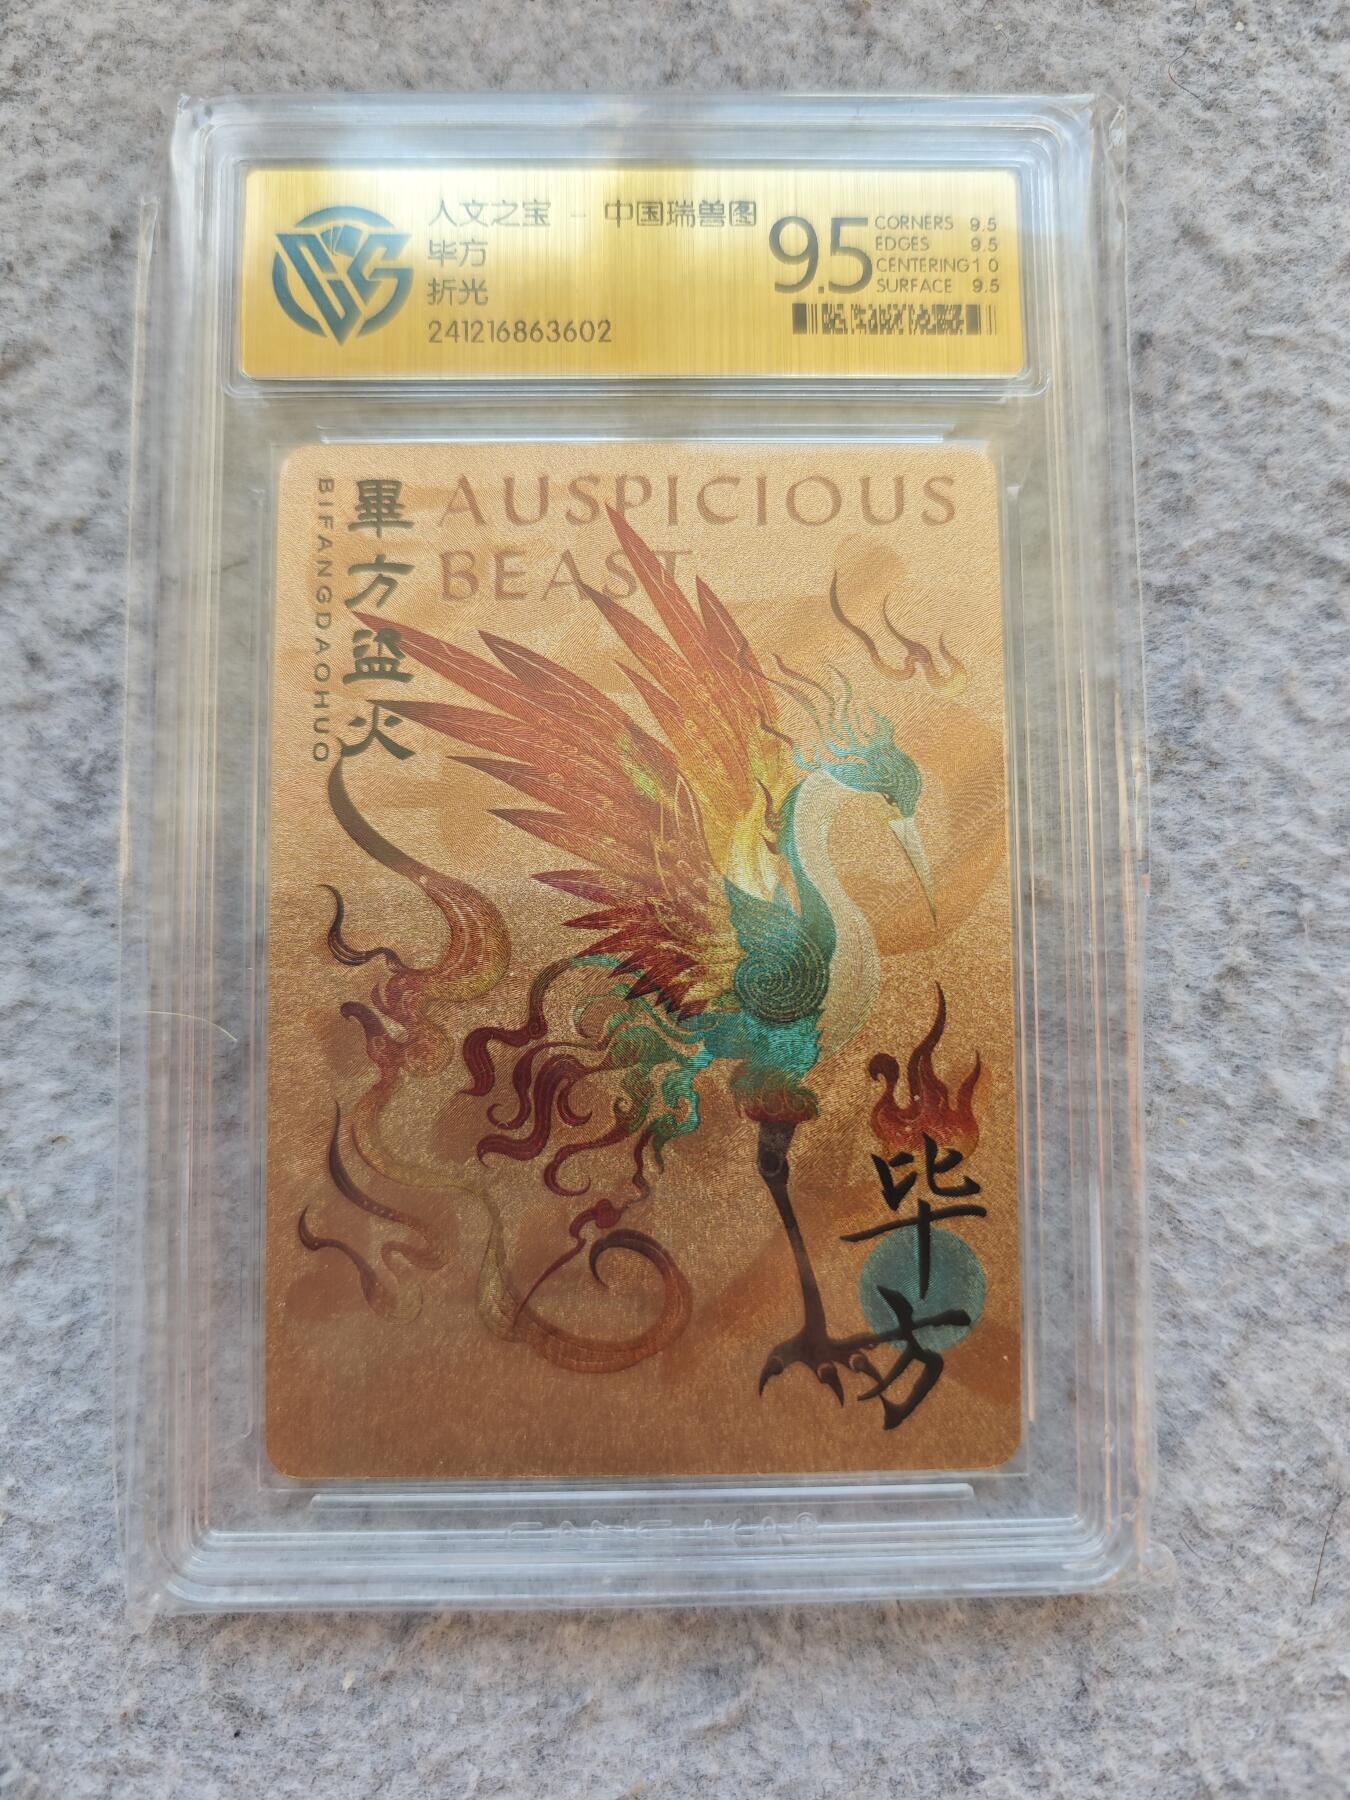 人文之宝 - 中国瑞兽图
毕方
折光
241216863602
9.5
CORNERS 9.5
EDGES 9.5
CENTERING 10
SURFACE 9.5
AUSPICIOUS
BEAST
畢方盜火
BIFANGDAOHUO
毕方